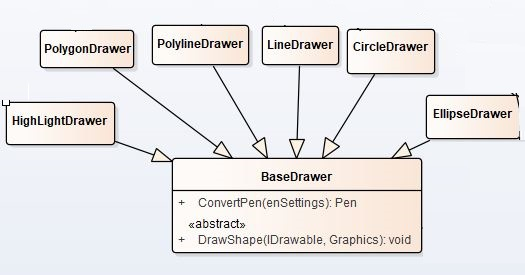 PolygonDrawer
PolylineDrawer
LineDrawer
CircleDrawer
HighLightDrawer
EllipseDrawer
BaseDrawer
+ ConvertPen(enSettings): Pen
«abstract»
+ DrawShape(IDrawable, Graphics): void